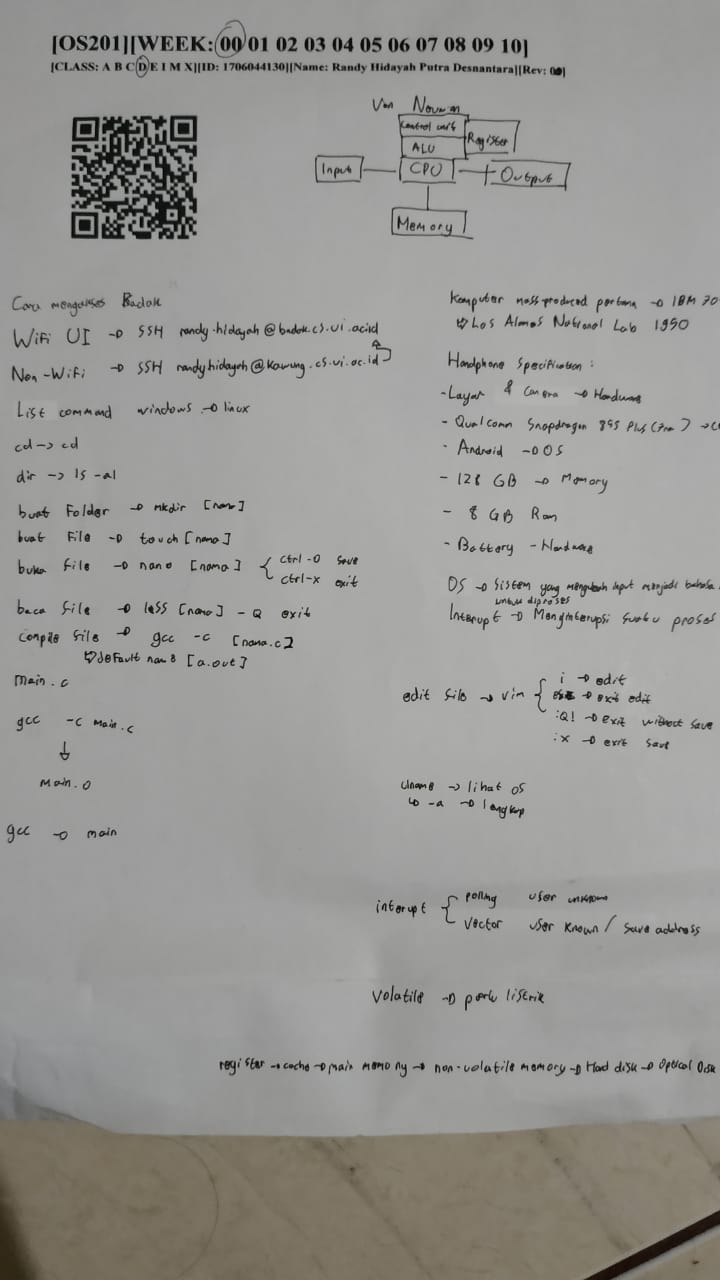 [OS201][WEEK: 00 01 02 03 04 05 06 07 08 09 10]
[CLASS: A B C D E I M X][ID: 1706044130][Name: Randy Hidayah Putra Desnantara][Rev: 00]
Von Neuman
Control unit
Register
ALU
Input
CPU
Output
Memory
Cara mengakses Badak
WiFi UI → SSH randy.hidayah@badak.cs.ui.ac.id
Non-WiFi → SSH randyhidayah@kawung.cs.ui.ac.id
List command windows → linux
cd → cd
dir → ls -al
buat Folder → mkdir [nama]
buat File → touch [nama]
buka file → nano [nama] { ctrl-O save
ctrl-x exit
baca file → less [nama] - Q exit
compile file → gcc -c [nama.c]
↳ default nama [a.out]
main.c
gcc -c main.c
↓
main.o
gcc → main
Komputer mass-produced pertama → IBM 70
↳ Los Almos National Lab 1950
Handphone Specification :
- Layar & Camera → Hardware
- Qualcomm Snapdragon 855 Plus (7nm) →
- Android → OS
- 128 GB → Memory
- 8 GB Ram
- Battery - Hardware
OS → Sistem yang mengubah input menjadi bahasa
untuk diproses
Interupt → Menginterupsi suatu proses
edit file → vim { i → edit
→ exit edit
:Q! → exit without save
:x → exit save
uname → lihat os
↳ -a → lengkap
interupt { polling user unknown
vector user known / save address
Volatile → perlu listrik
register → cache → main memory → non-volatile memory → Hard disk → Optical Disk